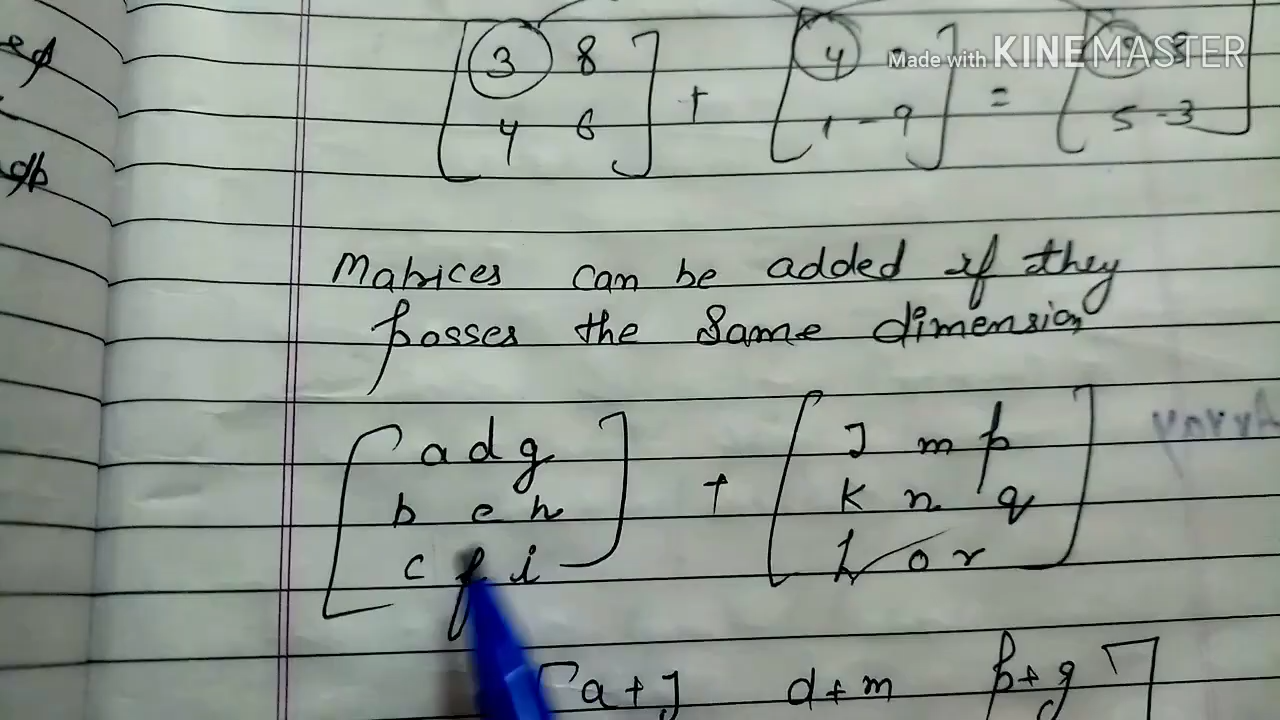 Made with KINEMASTER
3 8 4
4 6 + 1 -9 = 5 -3
Matrices can be added if they
posses the same dimension
a d g J m p
b e h + k n q
c f i L o r
a+J d+m p+g